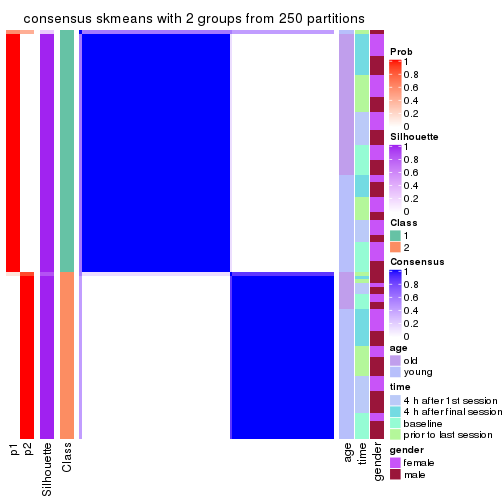 consensus skmeans with 2 groups from 250 partitions
Prob
1
0.8
0.6
0.4
0.2
0
Silhouette
1
0.8
0.6
0.4
0.2
0
Class
1
2
Consensus
1
0.8
0.6
0.4
0.2
0
age
old
young
time
4 h after 1st session
4 h after final session
baseline
prior to last session
gender
female
male
p1
p2
Silhouette
Class
age
time
gender